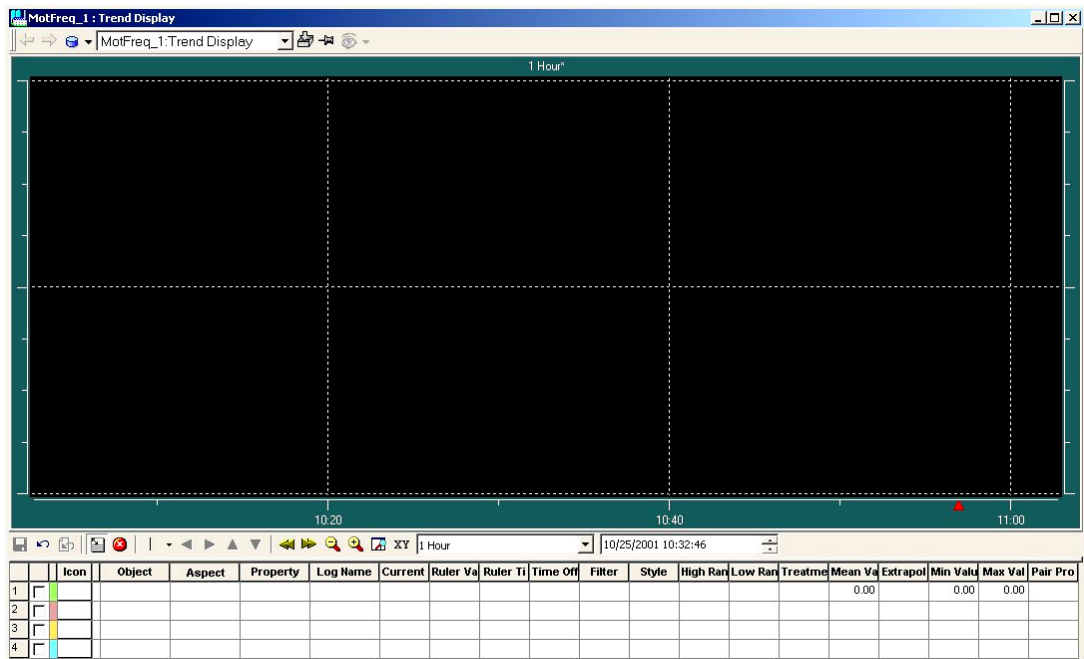 MotFreq_1 : Trend Display
MotFreq_1:Trend Display
1 Hour*
10:20 10:40 11:00
XY 1 Hour 10/25/2001 10:32:46
Icon Object Aspect Property Log Name Current Ruler Va Ruler Ti Time Off Filter Style High Ran Low Ran Treatme Mean Va Extrapol Min Valu Max Val Pair Pro
1 0.00 0.00 0.00
2
3
4